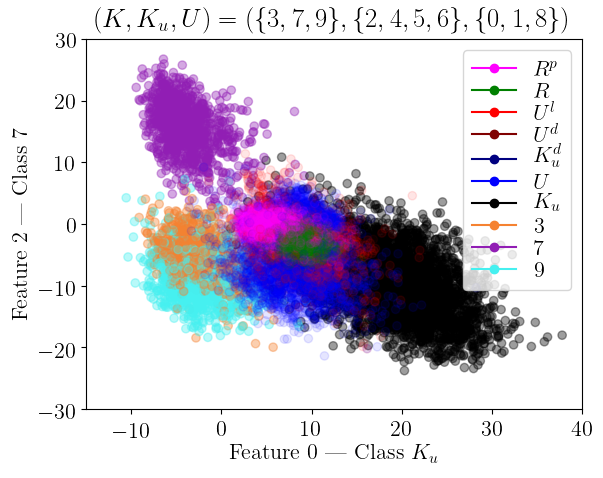 (K, K_u, U) = ({3, 7, 9}, {2, 4, 5, 6}, {0, 1, 8})
30
20
10
0
−10
−20
−30
Feature 2 — Class 7
R^p
R
U^l
U^d
K_u^d
U
K_u
3
7
9
−10 0 10 20 30 40
Feature 0 — Class K_u